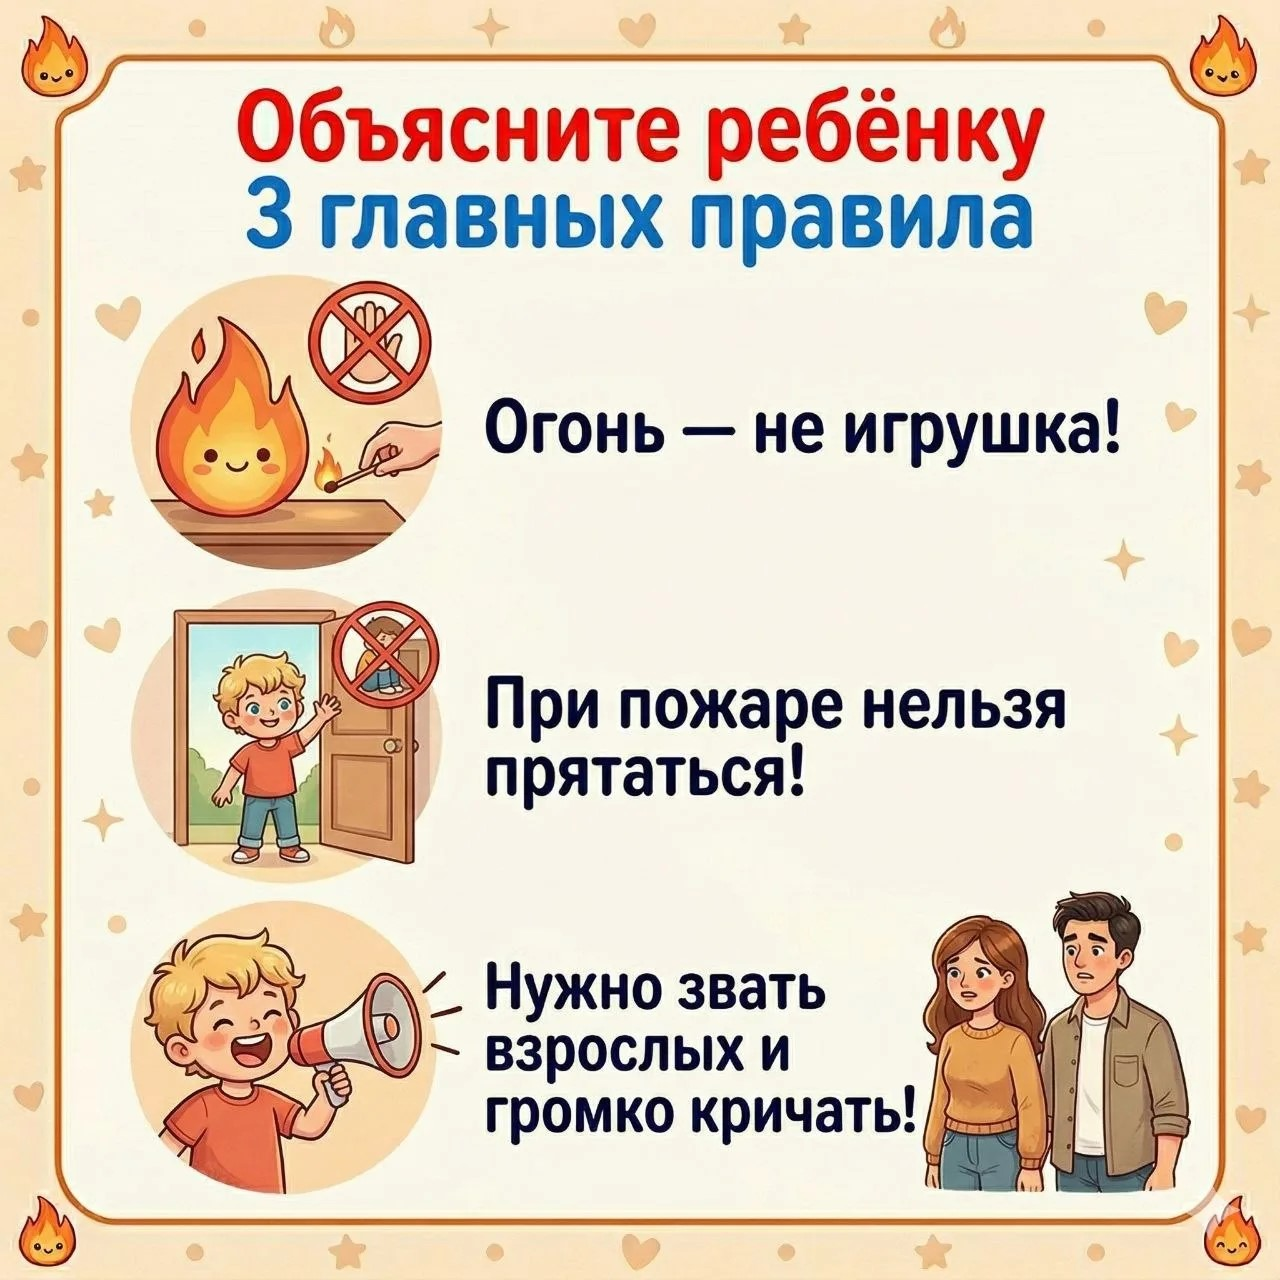 Объясните ребёнку
3 главных правила
Огонь — не игрушка!
При пожаре нельзя
прятаться!
Нужно звать
взрослых и
громко кричать!